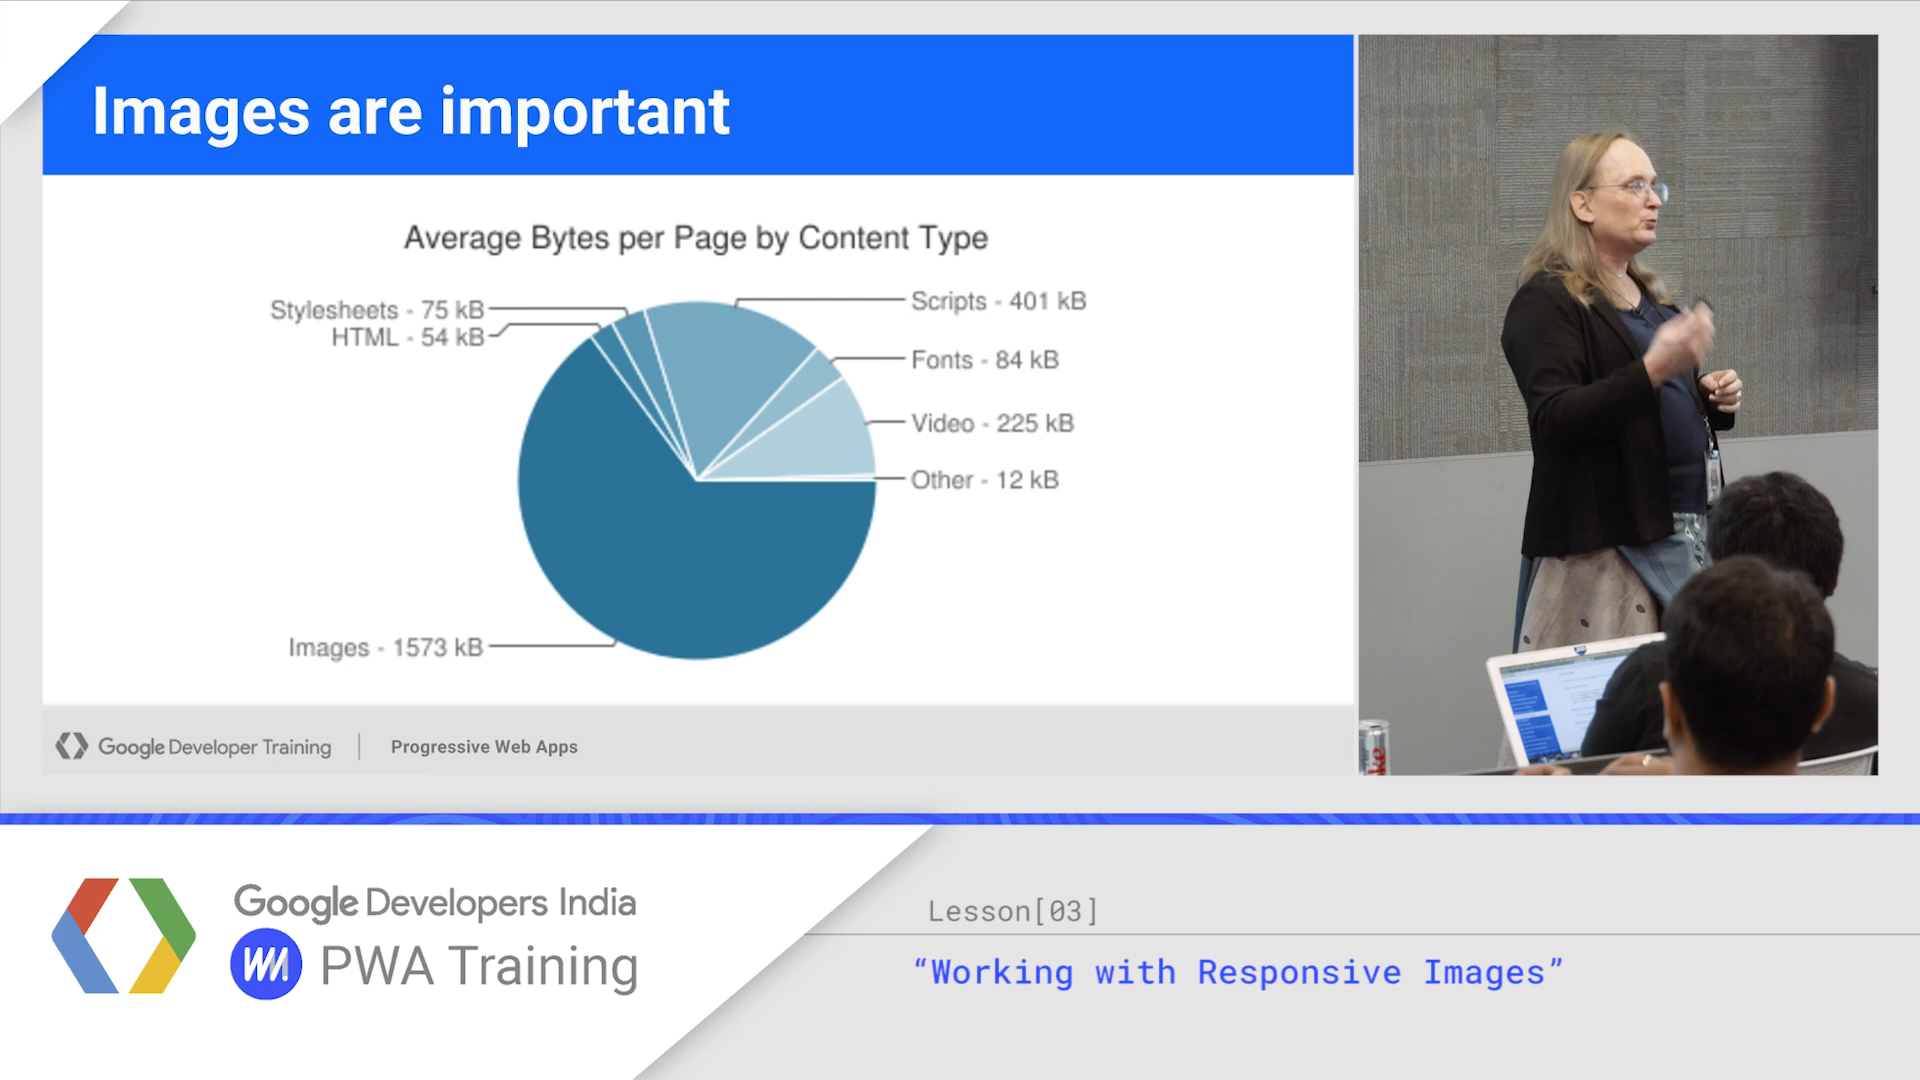 Images are important
Average Bytes per Page by Content Type
Stylesheets - 75 kB
HTML - 54 kB
Scripts - 401 kB
Fonts - 84 kB
Video - 225 kB
Other - 12 kB
Images - 1573 kB
Google Developer Training
Progressive Web Apps
Google Developers India
PWA Training
Lesson[03]
“Working with Responsive Images”